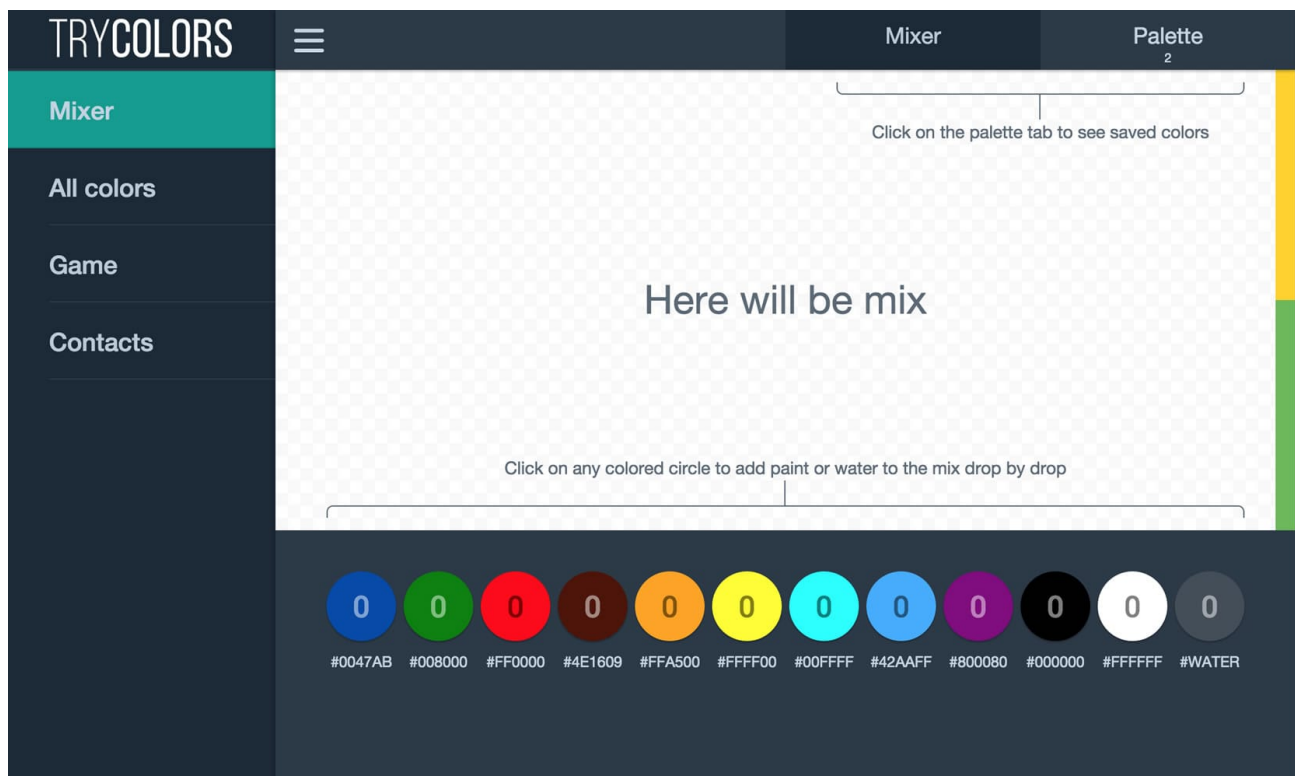 TRYCOLORS
Mixer
Palette
2
Mixer
All colors
Game
Contacts
Click on the palette tab to see saved colors
Here will be mix
Click on any colored circle to add paint or water to the mix drop by drop
0 0 0 0 0 0 0 0 0 0 0 0
#0047AB #008000 #FF0000 #4E1609 #FFA500 #FFFF00 #00FFFF #42AAFF #800080 #000000 #FFFFFF #WATER